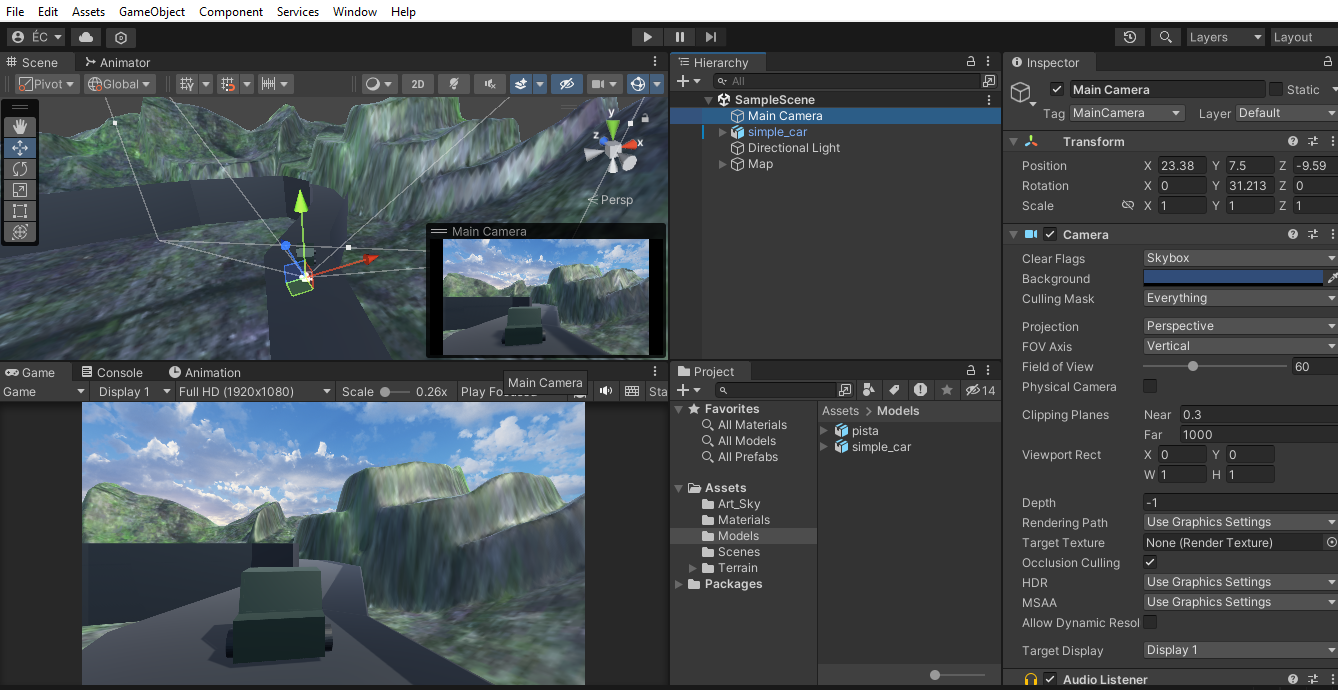 File Edit Assets GameObject Component Services Window Help
ÉC Layers Layout
Scene Animator
Pivot Global 2D
y
z x
Persp
Main Camera
Game Console Animation
Game Display 1 Full HD (1920x1080) Scale 0.26x Play Focused Sta
Main Camera
Hierarchy
All
SampleScene
Main Camera
simple_car
Directional Light
Map
Project
14
Favorites
All Materials
All Models
All Prefabs
Assets
Art_Sky
Materials
Models
Scenes
Terrain
Packages
Assets > Models
pista
simple_car
Inspector
Main Camera Static
Tag MainCamera Layer Default
Transform
Position X 23.38 Y 7.5 Z -9.59
Rotation X 0 Y 31.213 Z 0
Scale X 1 Y 1 Z 1
Camera
Clear Flags Skybox
Background
Culling Mask Everything
Projection Perspective
FOV Axis Vertical
Field of View 60
Physical Camera
Clipping Planes Near 0.3
Far 1000
Viewport Rect X 0 Y 0
W 1 H 1
Depth -1
Rendering Path Use Graphics Settings
Target Texture None (Render Texture)
Occlusion Culling
HDR Use Graphics Settings
MSAA Use Graphics Settings
Allow Dynamic Resol
Target Display Display 1
Audio Listener